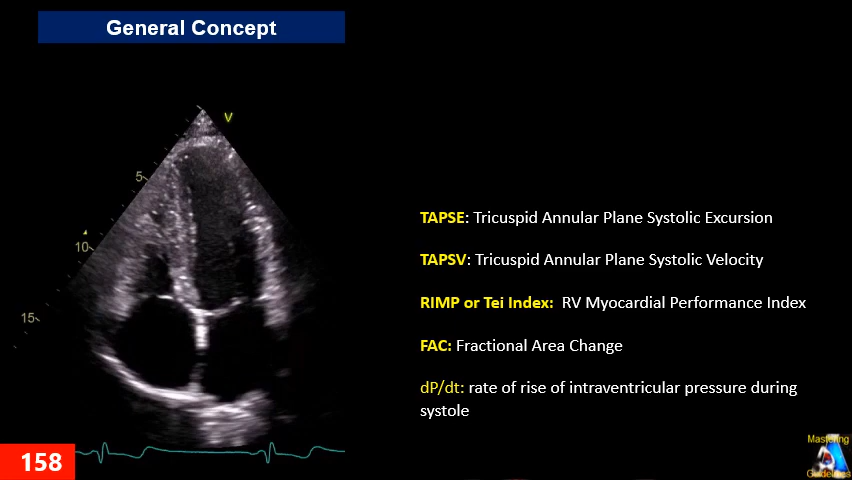 General Concept
V
5
10
15
TAPSE: Tricuspid Annular Plane Systolic Excursion
TAPSV: Tricuspid Annular Plane Systolic Velocity
RIMP or Tei Index: RV Myocardial Performance Index
FAC: Fractional Area Change
dP/dt: rate of rise of intraventricular pressure during
systole
158
Mastering
Guidelines